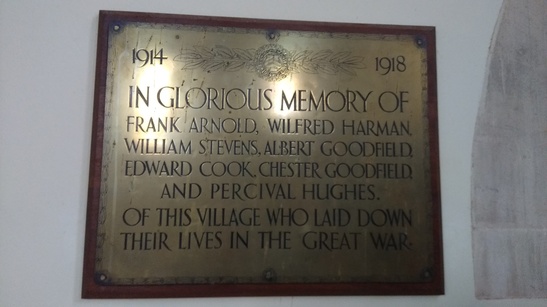 1914 1918
IN GLORIOUS MEMORY OF
FRANK ARNOLD, WILFRED HARMAN,
WILLIAM STEVENS, ALBERT GOODFIELD,
EDWARD COOK, CHESTER GOODFIELD,
AND PERCIVAL HUGHES.
OF THIS VILLAGE WHO LAID DOWN
THEIR LIVES IN THE GREAT WAR.